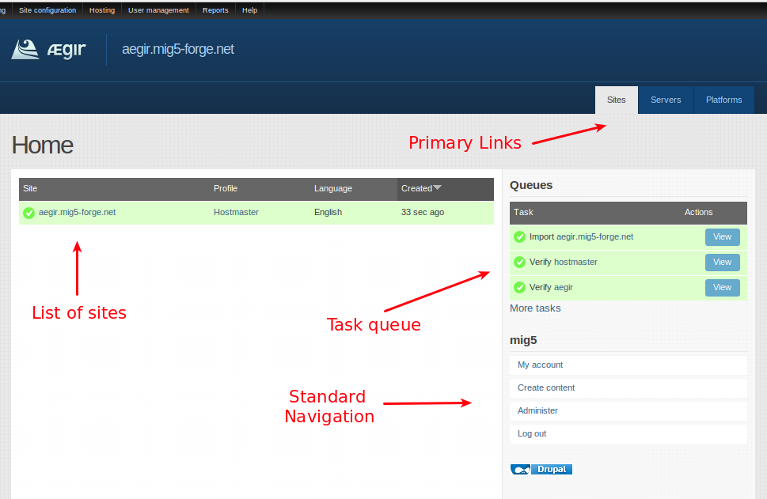 ng Site configuration Hosting User management Reports Help
ÆGIR aegir.mig5-forge.net
Sites Servers Platforms
Home
Primary Links
Site Profile Language Created
aegir.mig5-forge.net Hostmaster English 33 sec ago
List of sites
Task queue
Standard
Navigation
Queues
Task Actions
Import aegir.mig5-forge.net View
Verify hostmaster View
Verify aegir View
More tasks
mig5
My account
Create content
Administer
Log out
Drupal